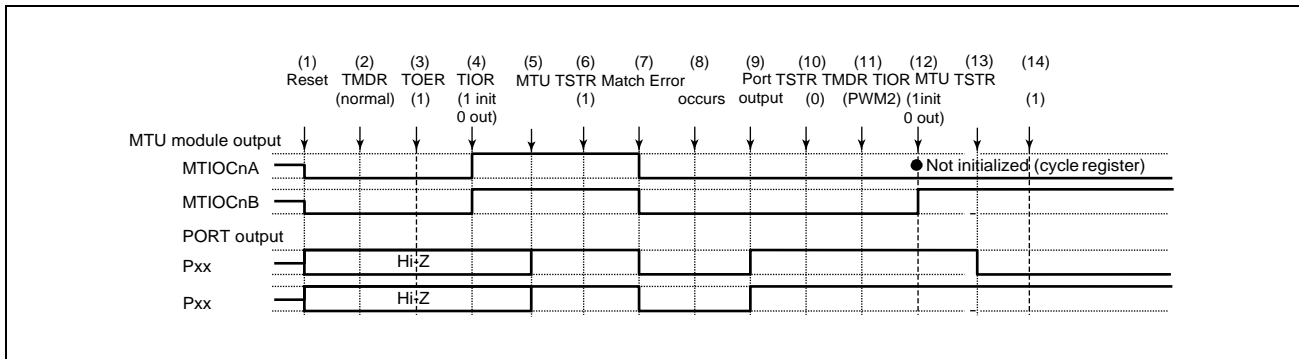 (1) (2) (3) (4) (5) (6) (7) (8) (9) (10) (11) (12) (13) (14)
Reset TMDR TOER TIOR MTU TSTR Match Error Port TSTR TMDR TIOR MTU TSTR
(normal) (1) (1 init (1) occurs output (0) (PWM2) (1init (1)
0 out) 0 out)
MTU module output
MTIOCnA Not initialized (cycle register)
MTIOCnB
PORT output
Pxx Hi-Z
Pxx Hi-Z